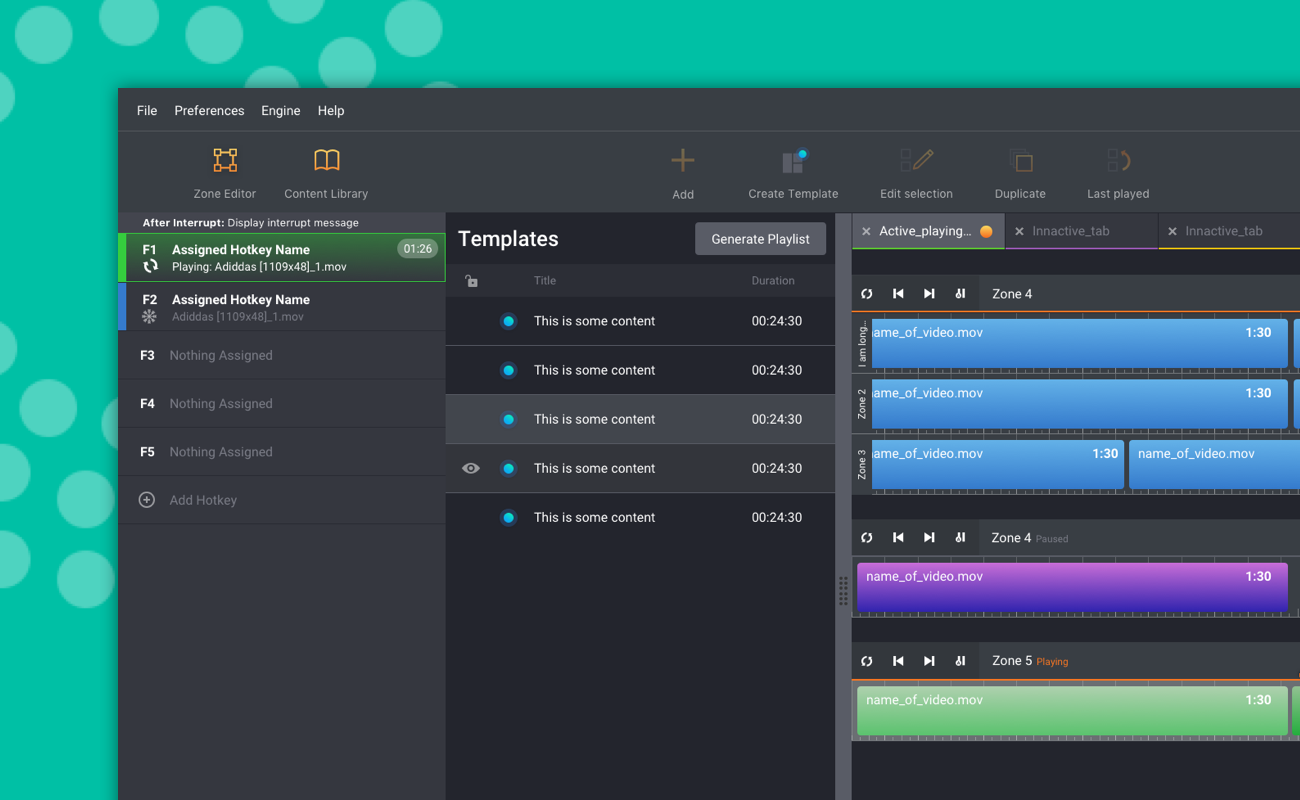 File Preferences Engine Help
Zone Editor Content Library Add Create Template Edit selection Duplicate Last played
After Interrupt: Display interrupt message
F1 Assigned Hotkey Name 01:26
Playing: Adiddas [1109x48]_1.mov
F2 Assigned Hotkey Name
Adiddas [1109x48]_1.mov
F3 Nothing Assigned
F4 Nothing Assigned
F5 Nothing Assigned
Add Hotkey
Templates Generate Playlist
Title Duration
This is some content 00:24:30
This is some content 00:24:30
This is some content 00:24:30
This is some content 00:24:30
This is some content 00:24:30
Active_playing... Innactive_tab Innactive_tab
Zone 4
I am long... ame_of_video.mov 1:30
Zone 2 ame_of_video.mov 1:30
Zone 3 ame_of_video.mov 1:30 name_of_video.mov
Zone 4 Paused
name_of_video.mov 1:30
Zone 5 Playing
name_of_video.mov 1:30